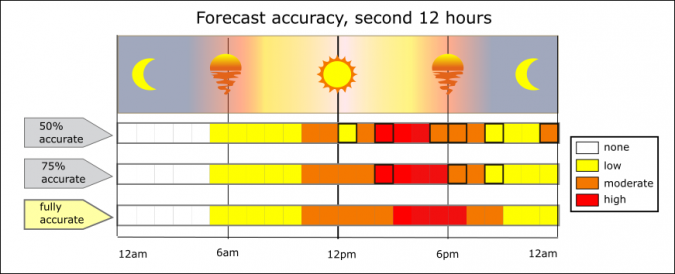 Forecast accuracy, second 12 hours
50%
accurate
75%
accurate
fully
accurate
none
low
moderate
high
12am
6am
12pm
6pm
12am